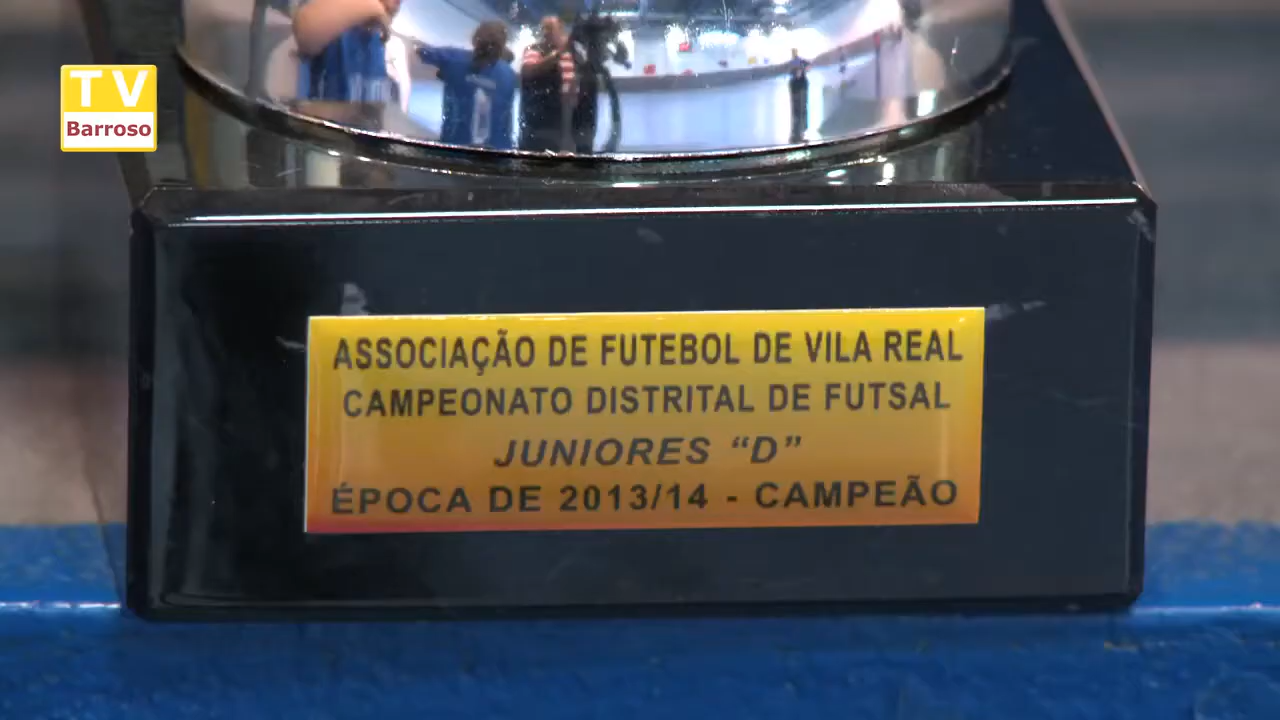 TV
Barroso
ASSOCIAÇÃO DE FUTEBOL DE VILA REAL
CAMPEONATO DISTRITAL DE FUTSAL
JUNIORES “D”
ÉPOCA DE 2013/14 - CAMPEÃO